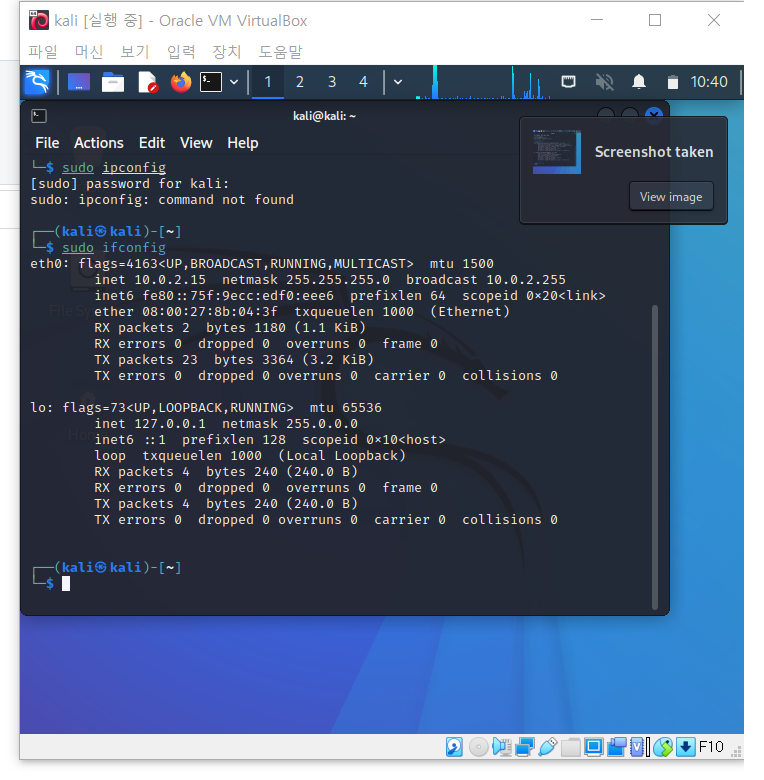 kali [실행 중] - Oracle VM VirtualBox
파일 머신 보기 입력 장치 도움말
1 2 3 4 10:40
kali@kali: ~
File Actions Edit View Help
Screenshot taken
View image
└─$ sudo ipconfig
[sudo] password for kali:
sudo: ipconfig: command not found
┌──(kali㉿kali)-[~]
└─$ sudo ifconfig
eth0: flags=4163<UP,BROADCAST,RUNNING,MULTICAST>  mtu 1500
inet 10.0.2.15  netmask 255.255.255.0  broadcast 10.0.2.255
inet6 fe80::75f:9ecc:edf0:eee6  prefixlen 64  scopeid 0×20<link>
ether 08:00:27:8b:04:3f  txqueuelen 1000  (Ethernet)
RX packets 2  bytes 1180 (1.1 KiB)
RX errors 0  dropped 0  overruns 0  frame 0
TX packets 23  bytes 3364 (3.2 KiB)
TX errors 0  dropped 0 overruns 0  carrier 0  collisions 0
lo: flags=73<UP,LOOPBACK,RUNNING>  mtu 65536
inet 127.0.0.1  netmask 255.0.0.0
inet6 ::1  prefixlen 128  scopeid 0×10<host>
loop  txqueuelen 1000  (Local Loopback)
RX packets 4  bytes 240 (240.0 B)
RX errors 0  dropped 0  overruns 0  frame 0
TX packets 4  bytes 240 (240.0 B)
TX errors 0  dropped 0 overruns 0  carrier 0  collisions 0
┌──(kali㉿kali)-[~]
└─$
F10